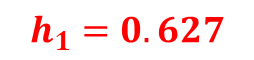 h₁ = 0.627